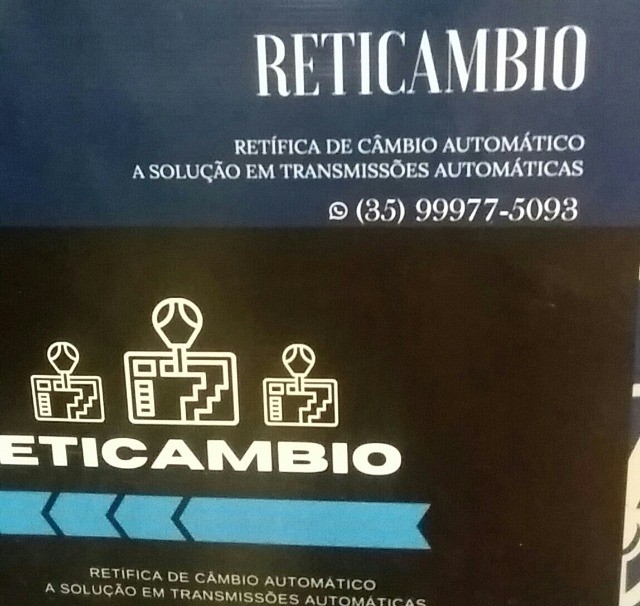 RETICAMBIO
RETÍFICA DE CÂMBIO AUTOMÁTICO
A SOLUÇÃO EM TRANSMISSÕES AUTOMÁTICAS
(35) 99977-5093
ETICAMBIO
RETÍFICA DE CÂMBIO AUTOMÁTICO
A SOLUÇÃO EM TRANSMISSÕES AUTOMÁTICAS